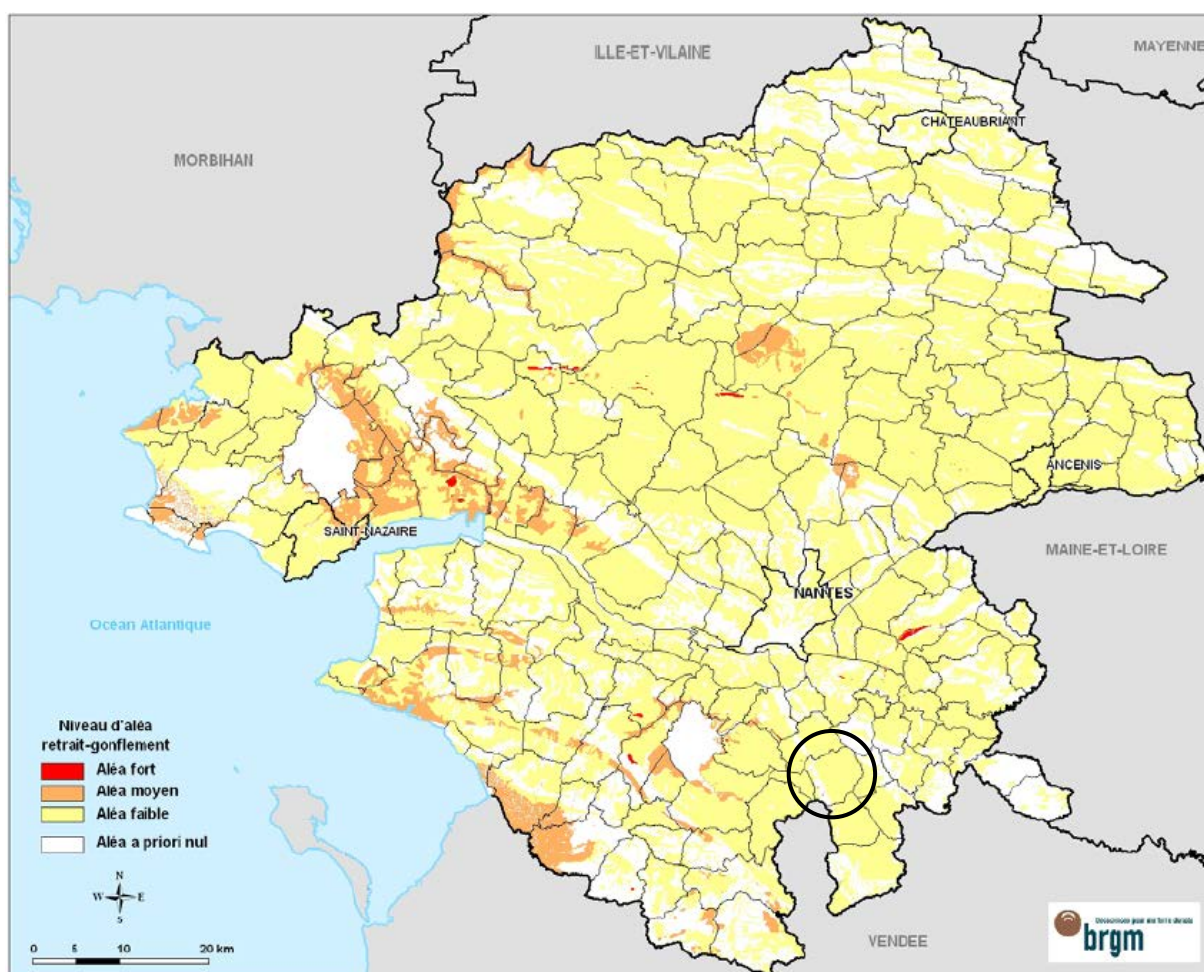 ILLE-ET-VILAINE
MAYENNE
CHATEAUBRIANT
MORBIHAN
ANCENIS
SAINT-NAZAIRE
MAINE-ET-LOIRE
NANTES
Océan Atlantique
Niveau d'aléa
retrait-gonflement
Aléa fort
Aléa moyen
Aléa faible
Aléa a priori nul
N
W E
S
0 5 10 20 km
VENDEE
brgm